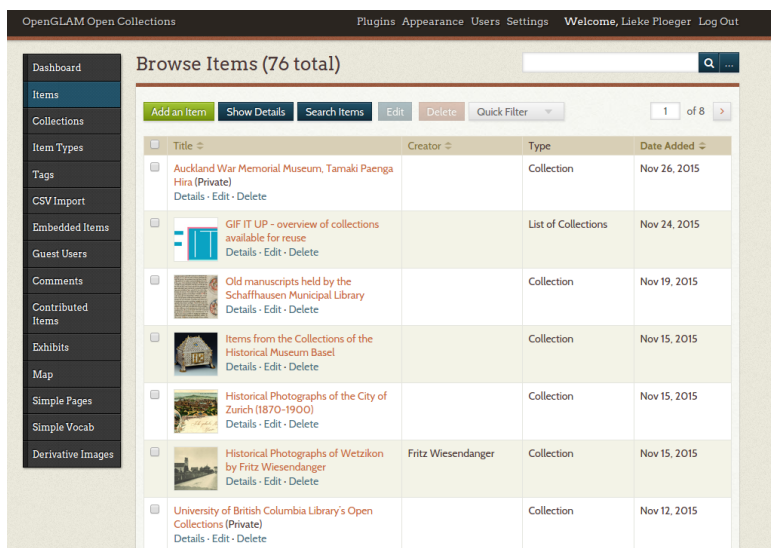 OpenGLAM Open Collections
Plugins Appearance Users Settings Welcome, Lieke Ploeger Log Out
Dashboard
Items
Collections
Item Types
Tags
CSV Import
Embedded Items
Guest Users
Comments
Contributed
Items
Exhibits
Map
Simple Pages
Simple Vocab
Derivative Images
Browse Items (76 total)
...
Add an Item Show Details Search Items Edit Delete Quick Filter 1 of 8 >
Title Creator Type Date Added
Auckland War Memorial Museum, Tamaki Paenga Collection Nov 26, 2015
Hira (Private)
Details · Edit · Delete
IT
GIF IT UP – overview of collections List of Collections Nov 24, 2015
available for reuse
Details · Edit · Delete
Old manuscripts held by the Collection Nov 19, 2015
Schaffhausen Municipal Library
Details · Edit · Delete
Items from the Collections of the Collection Nov 15, 2015
Historical Museum Basel
Details · Edit · Delete
Historical Photographs of the City of Collection Nov 15, 2015
Zurich (1870-1900)
Details · Edit · Delete
Historical Photographs of Wetzikon Fritz Wiesendanger Collection Nov 15, 2015
by Fritz Wiesendanger
Details · Edit · Delete
University of British Columbia Library's Open Collection Nov 12, 2015
Collections (Private)
Details · Edit · Delete